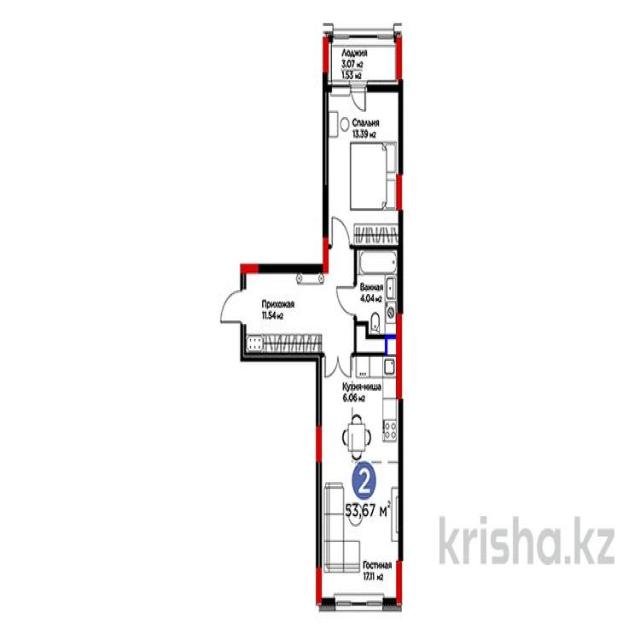 Лоджия
3.07 м2
1.53 м2
Спальня
13.39 м2
Ванная
4.04 м2
Прихожая
11.54 м2
Кухня-ниша
6.06 м2
2
53,67 м2
Гостиная
17.11 м2
krisha.kz